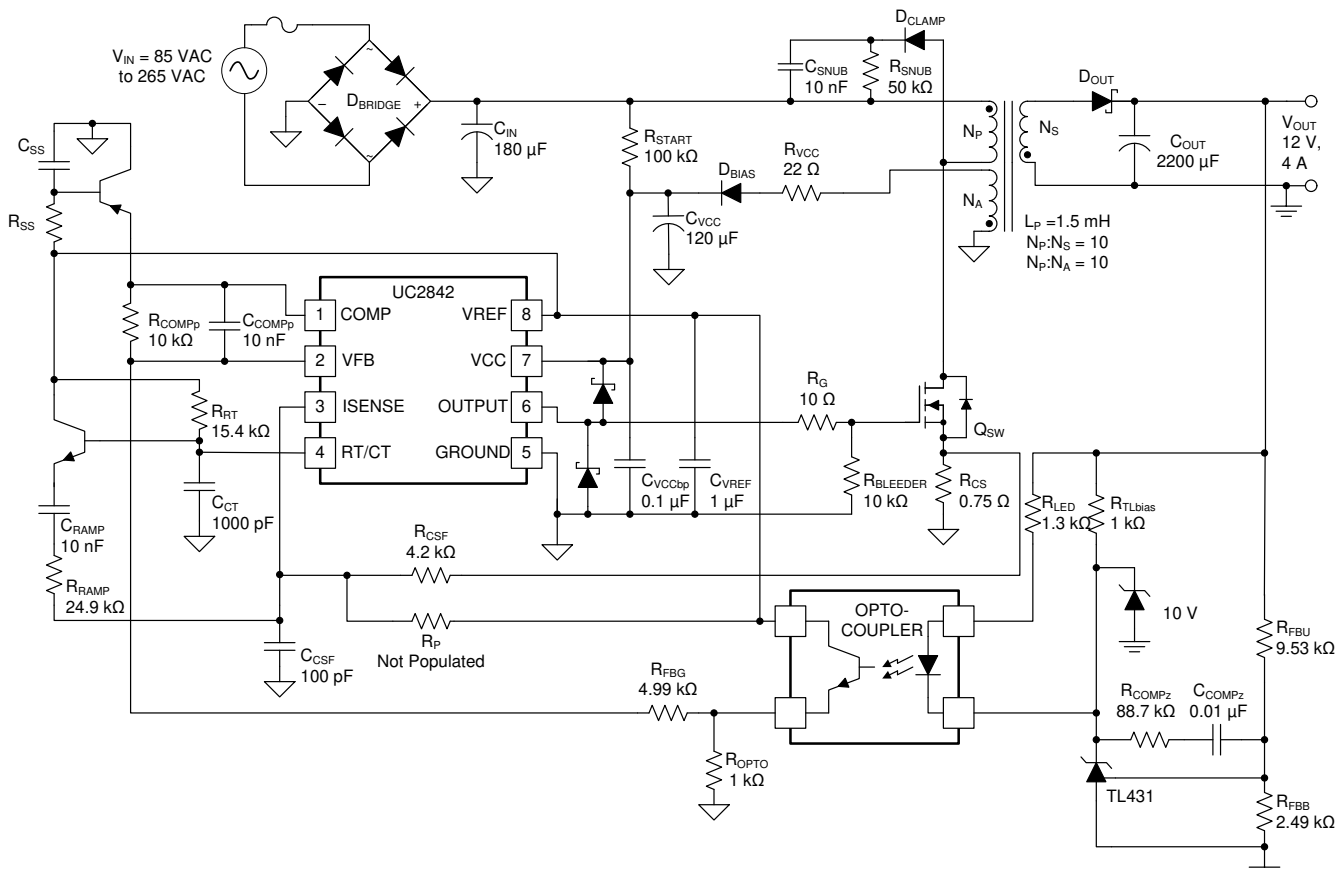 V_IN = 85 VAC
to 265 VAC
~
−
D_BRIDGE
+
~
C_IN
180 µF
D_CLAMP
C_SNUB
10 nF
R_SNUB
50 kΩ
R_START
100 kΩ
D_BIAS
R_VCC
22 Ω
C_VCC
120 µF
N_P
N_S
N_A
L_P =1.5 mH
N_P:N_S = 10
N_P:N_A = 10
D_OUT
C_OUT
2200 µF
V_OUT
12 V,
4 A
C_SS
R_SS
R_COMPp
10 kΩ
C_COMPp
10 nF
UC2842
1 COMP
VREF 8
2 VFB
VCC 7
3 ISENSE
OUTPUT 6
4 RT/CT
GROUND 5
R_RT
15.4 kΩ
C_CT
1000 pF
C_RAMP
10 nF
R_RAMP
24.9 kΩ
C_VCCbp
0.1 µF
C_VREF
1 µF
R_G
10 Ω
R_BLEEDER
10 kΩ
Q_SW
R_CS
0.75 Ω
R_LED
1.3 kΩ
R_TLbias
1 kΩ
10 V
R_CSF
4.2 kΩ
R_P
Not Populated
C_CSF
100 pF
R_FBG
4.99 kΩ
R_OPTO
1 kΩ
OPTO-
COUPLER
R_COMPz
88.7 kΩ
C_COMPz
0.01 µF
TL431
R_FBU
9.53 kΩ
R_FBB
2.49 kΩ